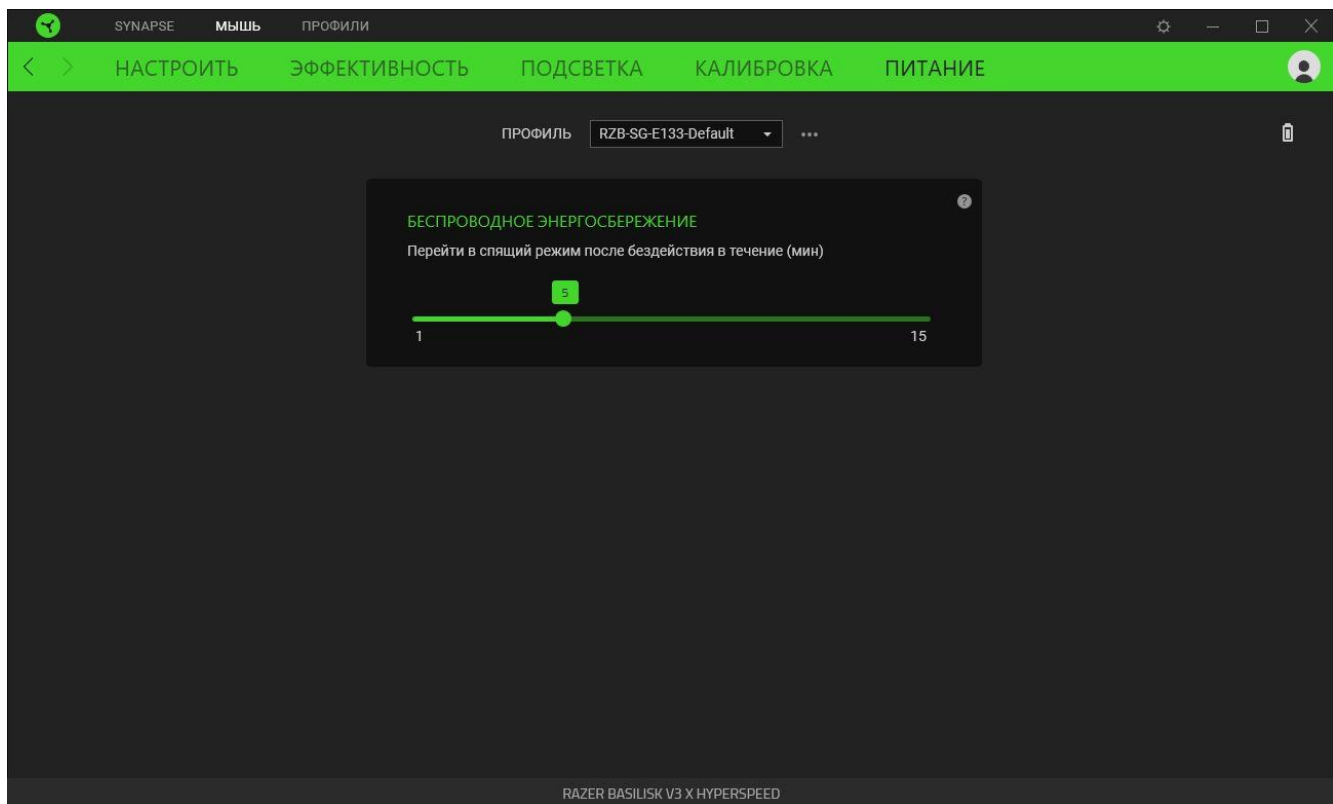 SYNAPSE МЫШЬ ПРОФИЛИ
НАСТРОИТЬ ЭФФЕКТИВНОСТЬ ПОДСВЕТКА КАЛИБРОВКА ПИТАНИЕ
ПРОФИЛЬ RZB-SG-E133-Default
БЕСПРОВОДНОЕ ЭНЕРГОСБЕРЕЖЕНИЕ
Перейти в спящий режим после бездействия в течение (мин)
5
1 15
RAZER BASILISK V3 X HYPERSPEED